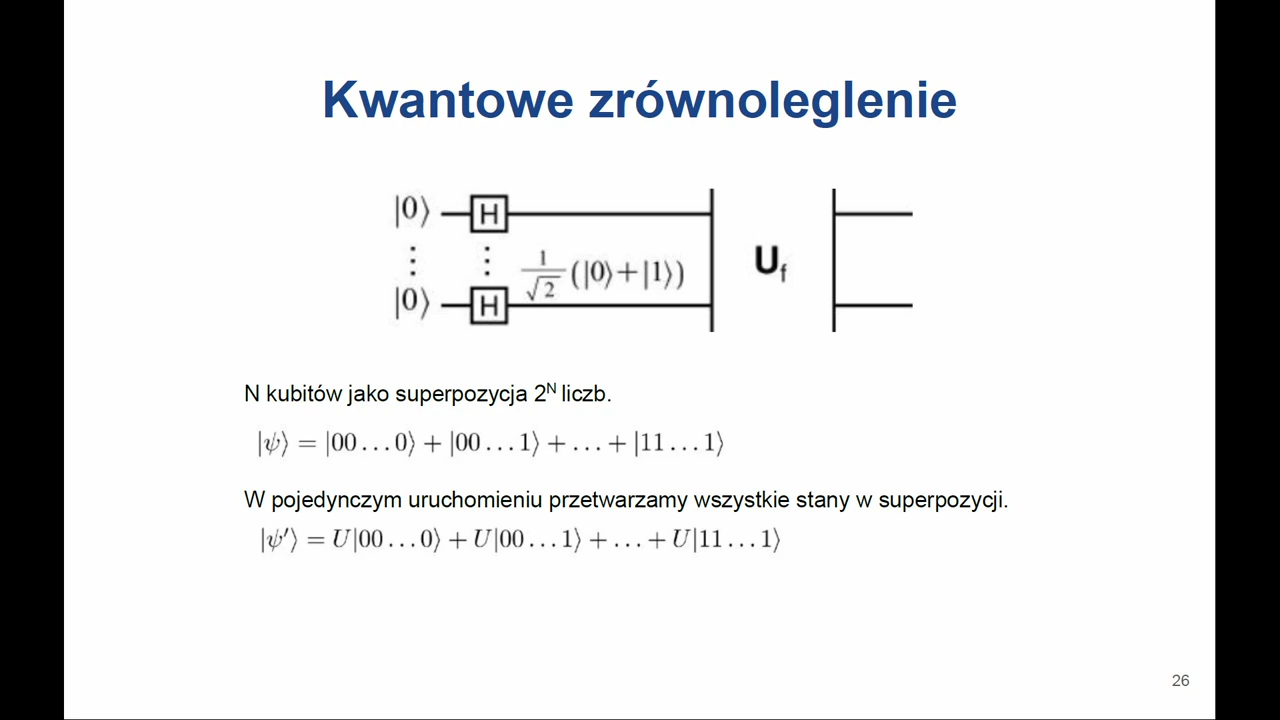 Kwantowe zrównoleglenie
|0⟩ H
⋮ ⋮ 1/√2 (|0⟩+|1⟩) U_f
|0⟩ H
N kubitów jako superpozycja 2^N liczb.
|ψ⟩ = |00...0⟩ + |00...1⟩ + ... + |11...1⟩
W pojedynczym uruchomieniu przetwarzamy wszystkie stany w superpozycji.
|ψ′⟩ = U|00...0⟩ + U|00...1⟩ + ... + U|11...1⟩
26